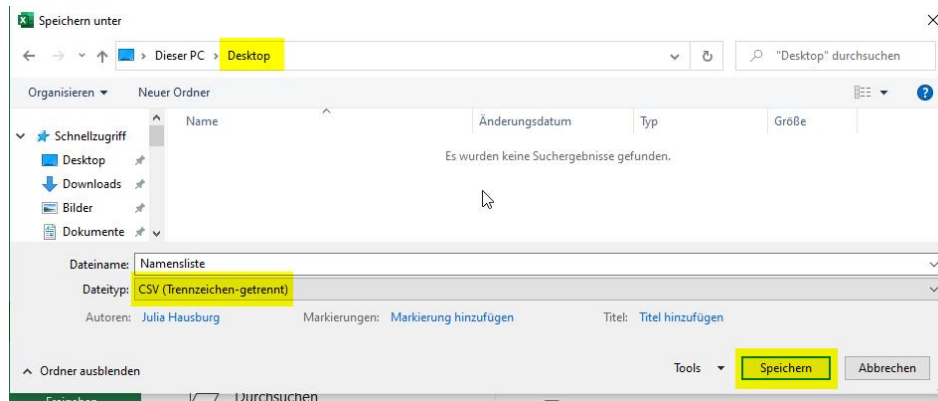 Speichern unter
Dieser PC > Desktop
"Desktop" durchsuchen
Organisieren
Neuer Ordner
Name
Änderungsdatum
Typ
Größe
Es wurden keine Suchergebnisse gefunden.
Schnellzugriff
Desktop
Downloads
Bilder
Dokumente
Dateiname: Namensliste
Dateityp: CSV (Trennzeichen-getrennt)
Autoren: Julia Hausburg Markierungen: Markierung hinzufügen Titel: Titel hinzufügen
Ordner ausblenden
Tools
Speichern
Abbrechen
Durchsuchen